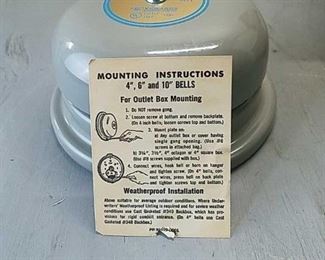 MOUNTING INSTRUCTIONS
4", 6" and 10" BELLS
For Outlet Box Mounting
1. Do NOT remove gong.
2. Loosen screw at bottom and remove backplate.
(On 4 inch bells, loosen screws top and bottom.)
3. Mount plate on:
a) Any outlet box or cover having
single gong opening. (Use #6
screws in attached bag.)
b) 3¼", 3½", 4" octagon or 4" square
box. (Use #8 screws supplied with box.)
4. Connect wires, hook bell or horn on hanger
and tighten screw. (On 4" bells, con-
nect wires, press bell on back plate
and tighten screws top and bottom.)
Weatherproof Installation
Above suitable for average outdoor conditions. Where Under-
writers' Weatherproof Listing is required and for severe weather
conditions use Cast Gasketed #349 Backbox, which has pro-
visions for rigid conduit entrance. (On 4" bells use Cast
Gasketed #348 Backbox.)